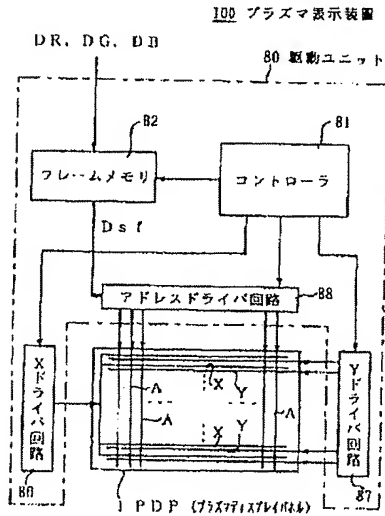 100 プラズマ表示装置
DR, DG, DB
80 駆動ユニット
82
81
フレームメモリ
コントローラ
Dsf
アドレスドライバ回路
88
Xドライバ回路
A
A
X
Y
X
Y
A
Yドライバ回路
86
87
1 PDP (プラズマディスプレイパネル)